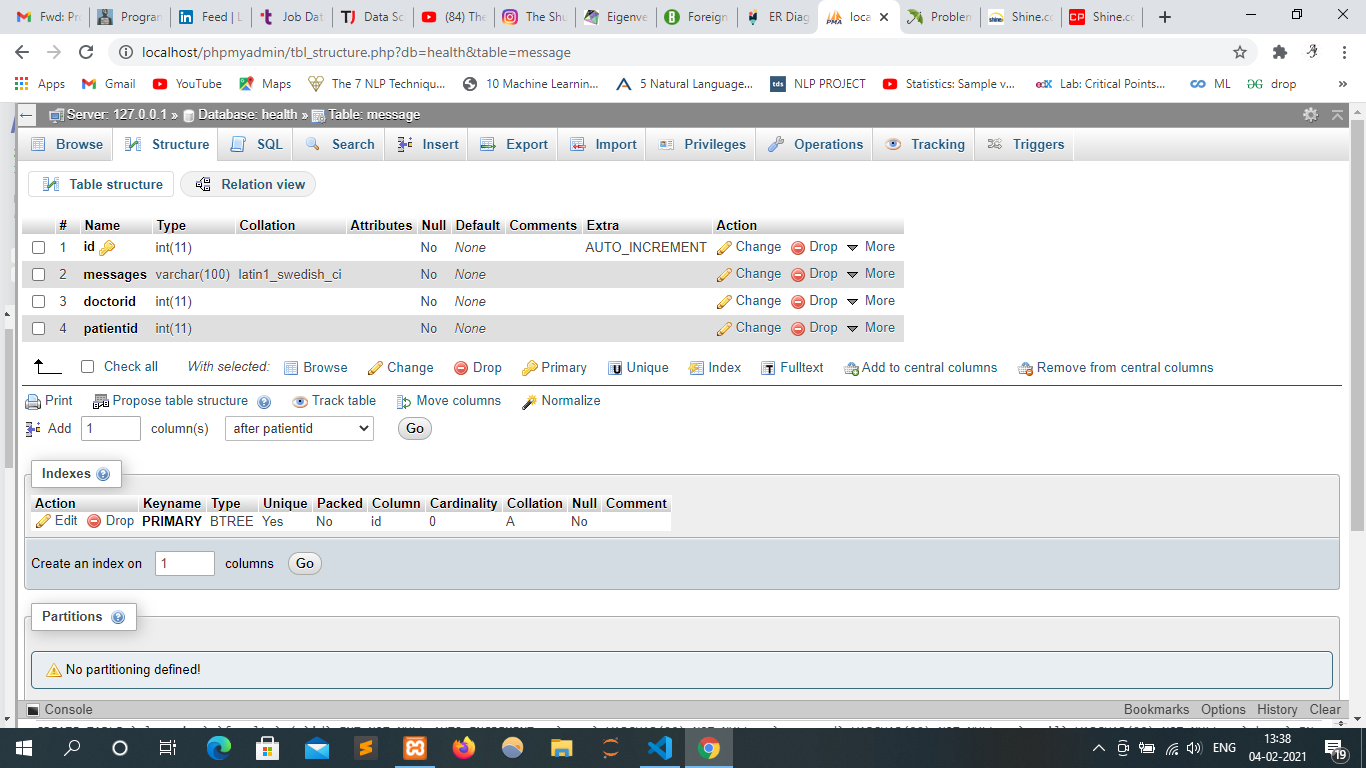 Fwd: Pr Program Feed | L Job Dat Data Sc (84) The The Shu Eigenve Foreign ER Diag loca Problem Shine.co Shine.co
localhost/phpmyadmin/tbl_structure.php?db=health&table=message
Apps Gmail YouTube Maps The 7 NLP Techniqu... 10 Machine Learnin... 5 Natural Language... NLP PROJECT Statistics: Sample v... Lab: Critical Points... ML drop »
Server: 127.0.0.1 » Database: health » Table: message
Browse Structure SQL Search Insert Export Import Privileges Operations Tracking Triggers
Table structure Relation view
# Name Type Collation Attributes Null Default Comments Extra Action
1 id int(11) No None AUTO_INCREMENT Change Drop More
2 messages varchar(100) latin1_swedish_ci No None Change Drop More
3 doctorid int(11) No None Change Drop More
4 patientid int(11) No None Change Drop More
Check all With selected: Browse Change Drop Primary Unique Index Fulltext Add to central columns Remove from central columns
Print Propose table structure Track table Move columns Normalize
Add 1 column(s) after patientid Go
Indexes
Action Keyname Type Unique Packed Column Cardinality Collation Null Comment
Edit Drop PRIMARY BTREE Yes No id 0 A No
Create an index on 1 columns Go
Partitions
No partitioning defined!
Console Bookmarks Options History Clear
ENG 13:38
04-02-2021 19